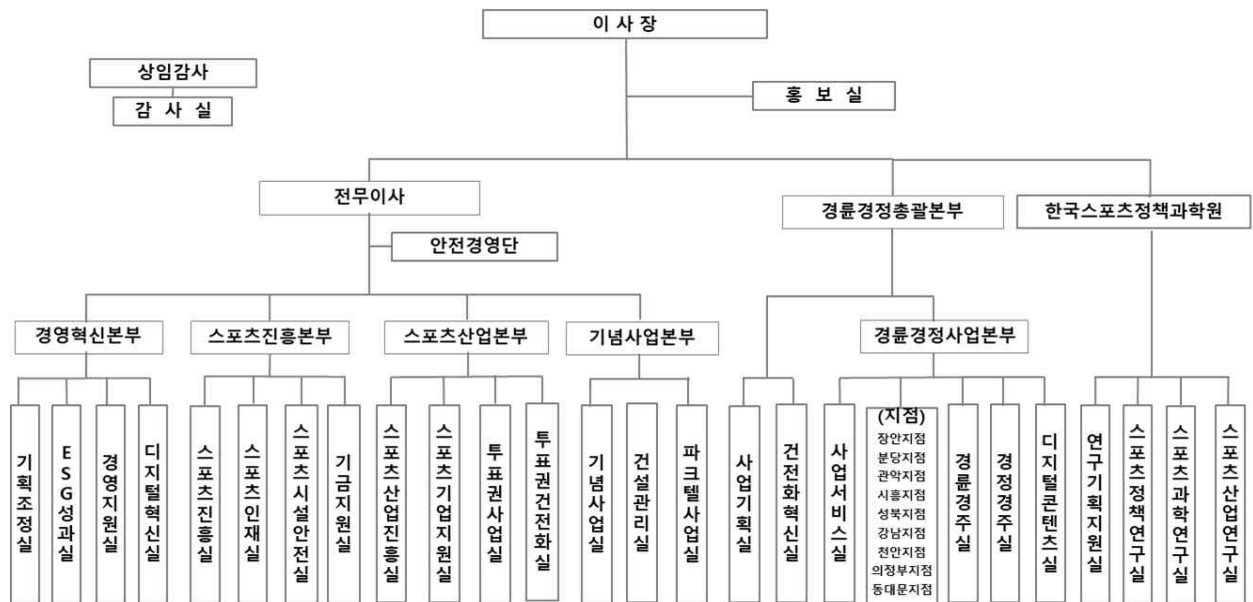 이 사 장
상임감사
감 사 실
홍 보 실
전무이사
경륜경정총괄본부
한국스포츠정책과학원
안전경영단
경영혁신본부
스포츠진흥본부
스포츠산업본부
기념사업본부
경륜경정사업본부
기획조정실
ESG성과실
경영지원실
디지털혁신실
스포츠진흥실
스포츠인재실
스포츠시설안전실
기금지원실
스포츠산업진흥실
스포츠기업지원실
투표권사업실
투표권건전화실
기념사업실
건설관리실
파크텔사업실
사업기획실
건전화혁신실
사업서비스실
(지점)
장안지점
분당지점
관악지점
시흥지점
성북지점
강남지점
천안지점
의정부지점
동대문지점
경륜경주실
경정경주실
디지털콘텐츠실
연구기획지원실
스포츠정책연구실
스포츠과학연구실
스포츠산업연구실